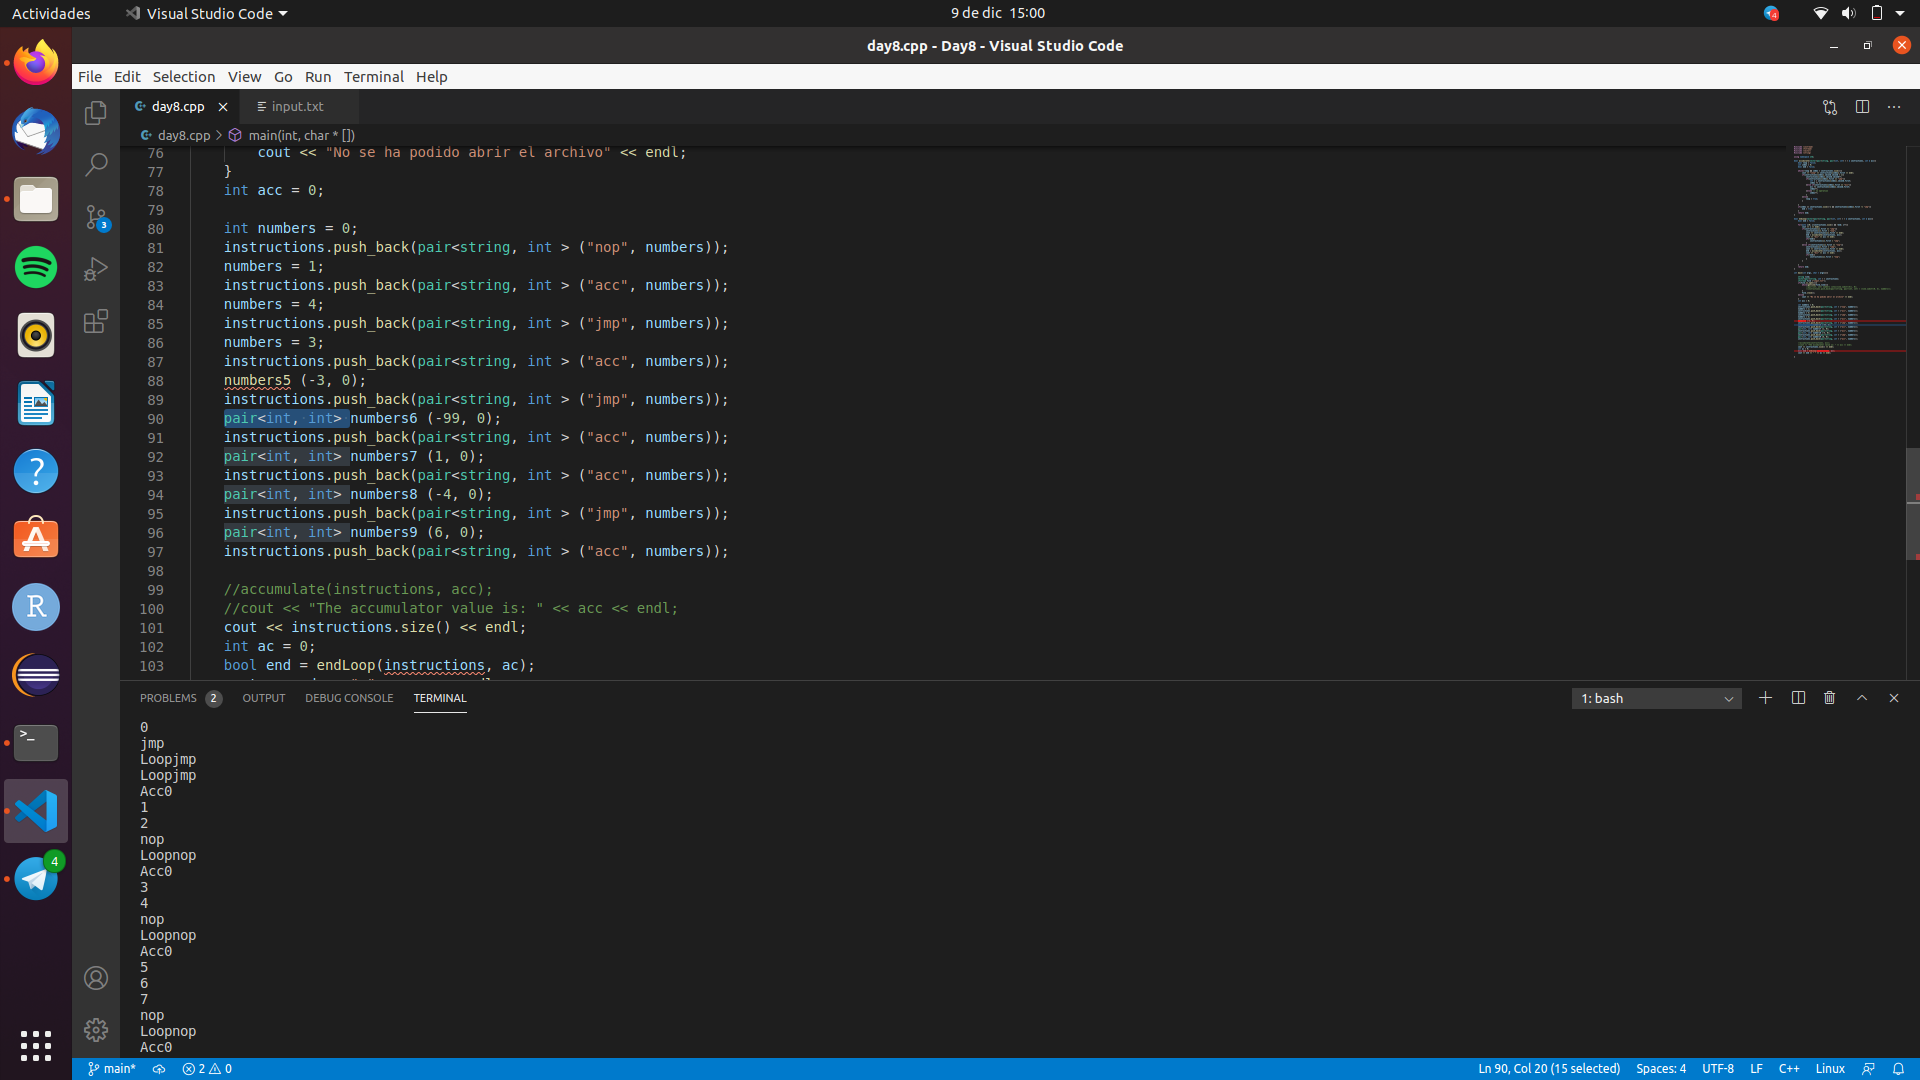 Actividades
Visual Studio Code
9 de dic 15:00
4
day8.cpp - Day8 - Visual Studio Code
File Edit Selection View Go Run Terminal Help
day8.cpp
input.txt
day8.cpp > main(int, char * [])
76 cout << "No se ha podido abrir el archivo" << endl;
77 }
78 int acc = 0;
79
80 int numbers = 0;
81 instructions.push_back(pair<string, int > ("nop", numbers));
82 numbers = 1;
83 instructions.push_back(pair<string, int > ("acc", numbers));
84 numbers = 4;
85 instructions.push_back(pair<string, int > ("jmp", numbers));
86 numbers = 3;
87 instructions.push_back(pair<string, int > ("acc", numbers));
88 numbers5 (-3, 0);
89 instructions.push_back(pair<string, int > ("jmp", numbers));
90 pair<int, int> numbers6 (-99, 0);
91 instructions.push_back(pair<string, int > ("acc", numbers));
92 pair<int, int> numbers7 (1, 0);
93 instructions.push_back(pair<string, int > ("acc", numbers));
94 pair<int, int> numbers8 (-4, 0);
95 instructions.push_back(pair<string, int > ("jmp", numbers));
96 pair<int, int> numbers9 (6, 0);
97 instructions.push_back(pair<string, int > ("acc", numbers));
98
99 //accumulate(instructions, acc);
100 //cout << "The accumulator value is: " << acc << endl;
101 cout << instructions.size() << endl;
102 int ac = 0;
103 bool end = endLoop(instructions, ac);
3
PROBLEMS 2 OUTPUT DEBUG CONSOLE TERMINAL
1: bash
0
jmp
Loopjmp
Loopjmp
Acc0
1
2
nop
Loopnop
Acc0
3
4
nop
Loopnop
Acc0
5
6
7
nop
Loopnop
Acc0
4
R
main*
2
0
Ln 90, Col 20 (15 selected)
Spaces: 4
UTF-8
LF
C++
Linux